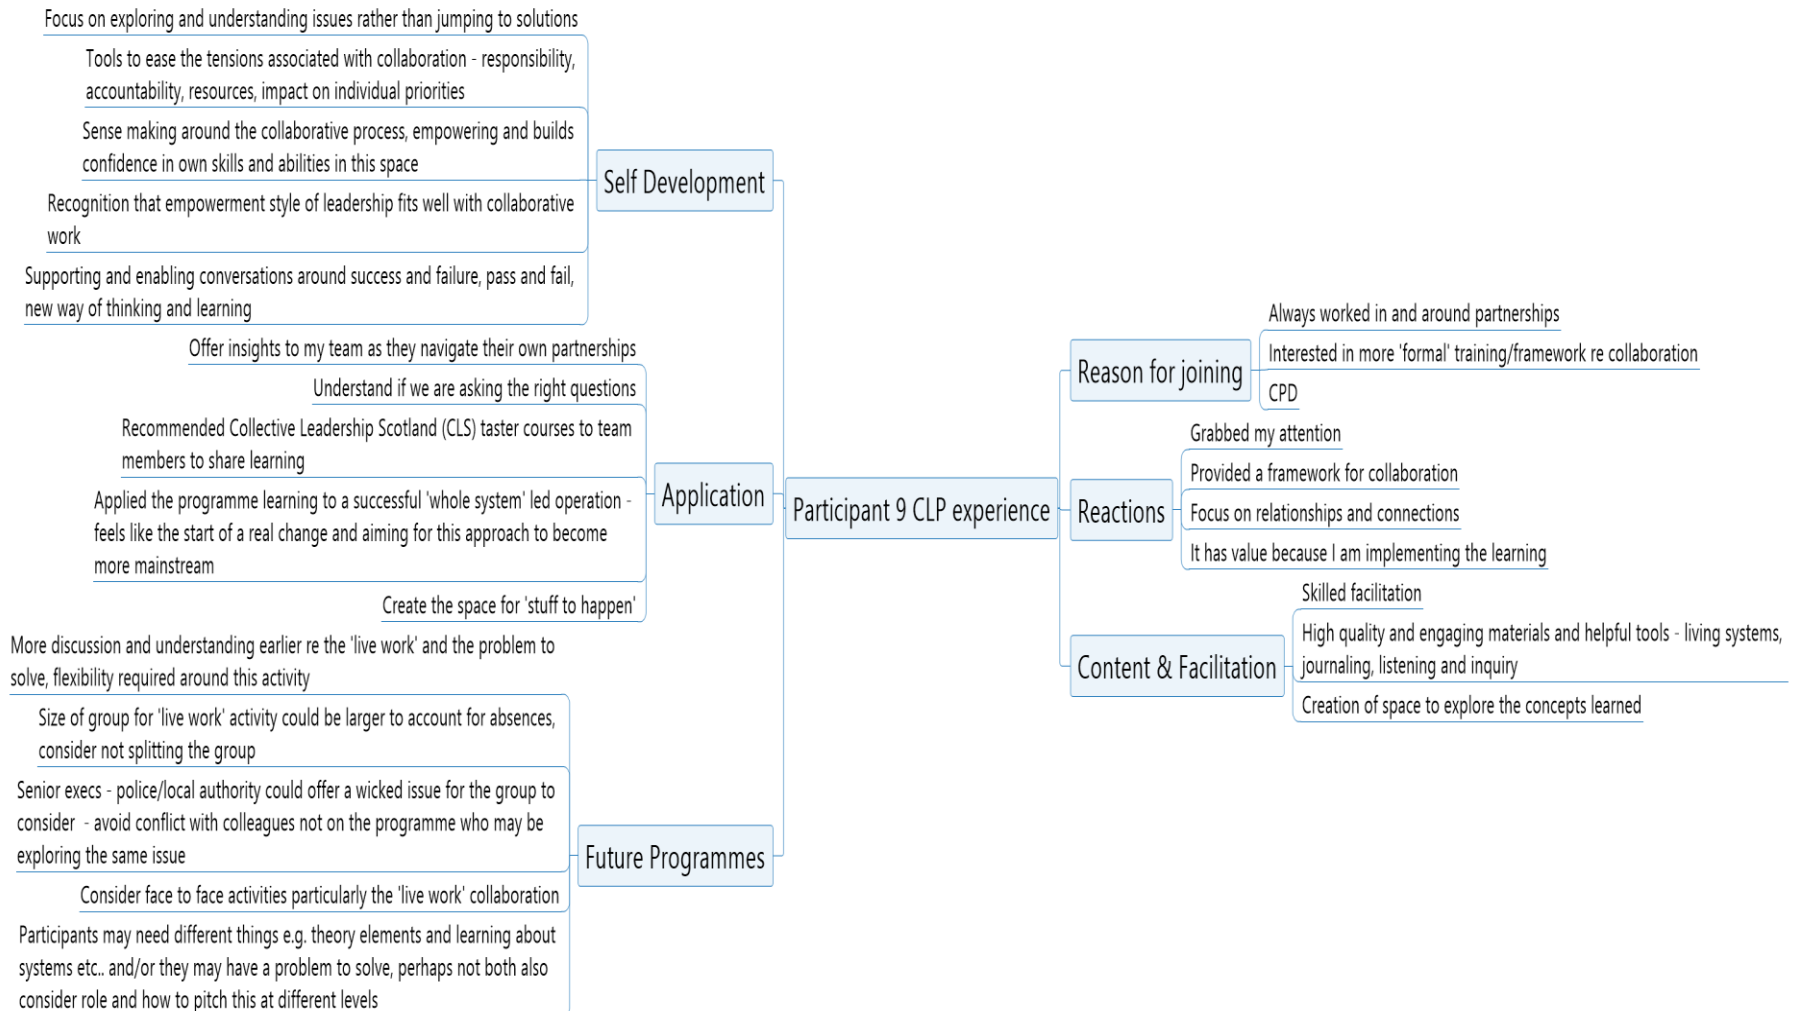 Focus on exploring and understanding issues rather than jumping to solutions
Tools to ease the tensions associated with collaboration - responsibility,
accountability, resources, impact on individual priorities
Sense making around the collaborative process, empowering and builds
confidence in own skills and abilities in this space
Recognition that empowerment style of leadership fits well with collaborative
work
Supporting and enabling conversations around success and failure, pass and fail,
new way of thinking and learning
Self Development
Offer insights to my team as they navigate their own partnerships
Understand if we are asking the right questions
Recommended Collective Leadership Scotland (CLS) taster courses to team
members to share learning
Applied the programme learning to a successful 'whole system' led operation -
feels like the start of a real change and aiming for this approach to become
more mainstream
Create the space for 'stuff to happen'
Application
More discussion and understanding earlier re the 'live work' and the problem to
solve, flexibility required around this activity
Size of group for 'live work' activity could be larger to account for absences,
consider not splitting the group
Senior execs - police/local authority could offer a wicked issue for the group to
consider  - avoid conflict with colleagues not on the programme who may be
exploring the same issue
Consider face to face activities particularly the 'live work' collaboration
Participants may need different things e.g. theory elements and learning about
systems etc.. and/or they may have a problem to solve, perhaps not both also
consider role and how to pitch this at different levels
Future Programmes
Participant 9 CLP experience
Reason for joining
Always worked in and around partnerships
Interested in more 'formal' training/framework re collaboration
CPD
Reactions
Grabbed my attention
Provided a framework for collaboration
Focus on relationships and connections
It has value because I am implementing the learning
Content & Facilitation
Skilled facilitation
High quality and engaging materials and helpful tools - living systems,
journaling, listening and inquiry
Creation of space to explore the concepts learned